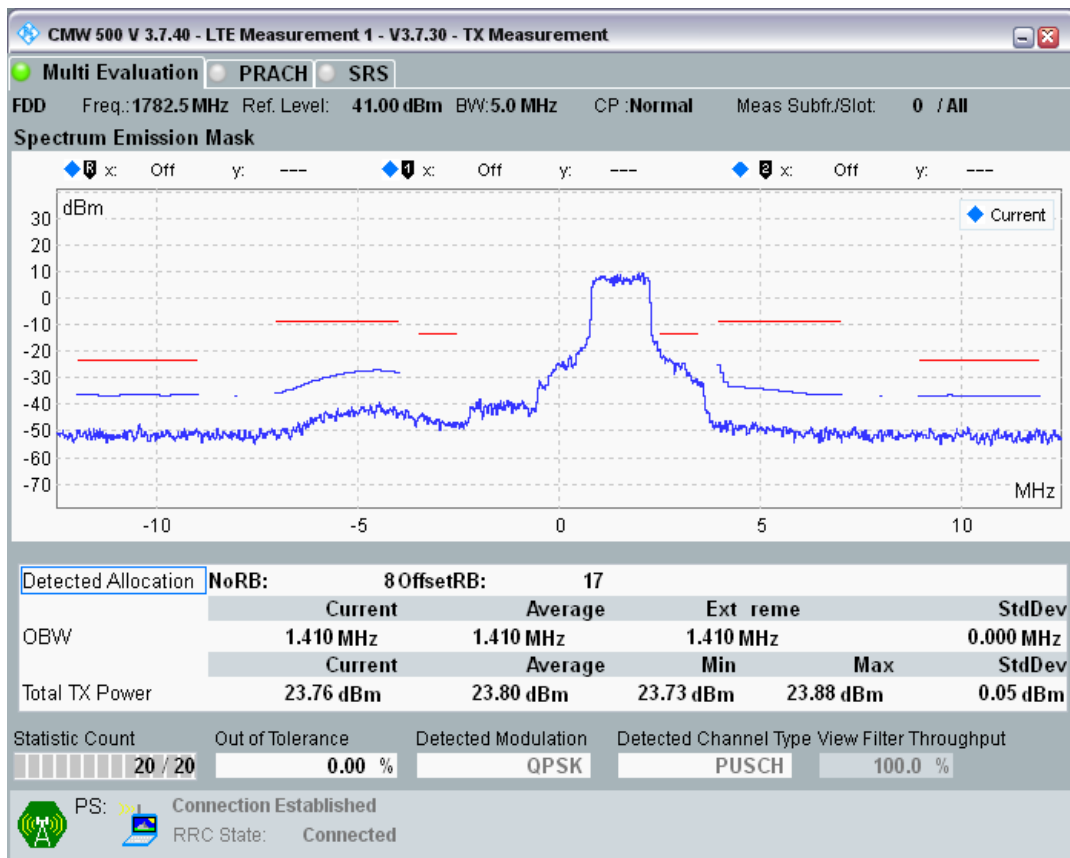 CMW 500 V 3.7.40 - LTE Measurement 1 - V3.7.30 - TX Measurement
Multi Evaluation PRACH SRS
FDD Freq.: 1782.5 MHz Ref. Level: 41.00 dBm BW: 5.0 MHz CP : Normal Meas Subfr./Slot: 0 / All
Spectrum Emission Mask
R x: Off y: --- 1 x: Off y: --- 2 x: Off y: ---
dBm
Current
30
20
10
0
-10
-20
-30
-40
-50
-60
-70
MHz
-10 -5 0 5 10
Detected Allocation NoRB: 8 OffsetRB: 17
Current Average Ext reme StdDev
OBW 1.410 MHz 1.410 MHz 1.410 MHz 0.000 MHz
Current Average Min Max StdDev
Total TX Power 23.76 dBm 23.80 dBm 23.73 dBm 23.88 dBm 0.05 dBm
Statistic Count Out of Tolerance Detected Modulation Detected Channel Type View Filter Throughput
20 / 20 0.00 % QPSK PUSCH 100.0 %
PS: Connection Established
RRC State: Connected